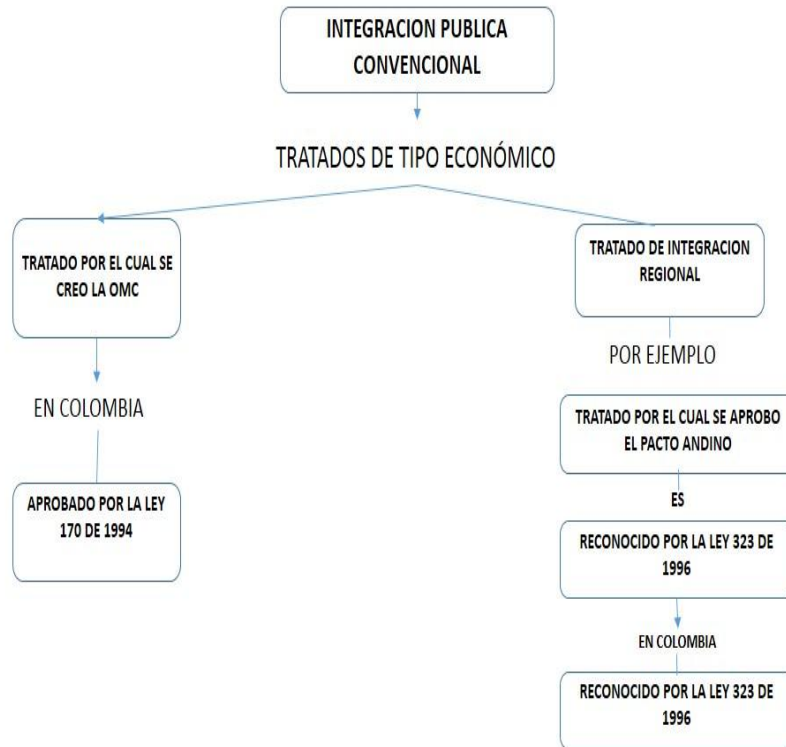 INTEGRACION PUBLICA
CONVENCIONAL
TRATADOS DE TIPO ECONÓMICO
TRATADO POR EL CUAL SE
CREO LA OMC
EN COLOMBIA
APROBADO POR LA LEY
170 DE 1994
TRATADO DE INTEGRACION
REGIONAL
POR EJEMPLO
TRATADO POR EL CUAL SE APROBO
EL PACTO ANDINO
ES
RECONOCIDO POR LA LEY 323 DE
1996
EN COLOMBIA
RECONOCIDO POR LA LEY 323 DE
1996